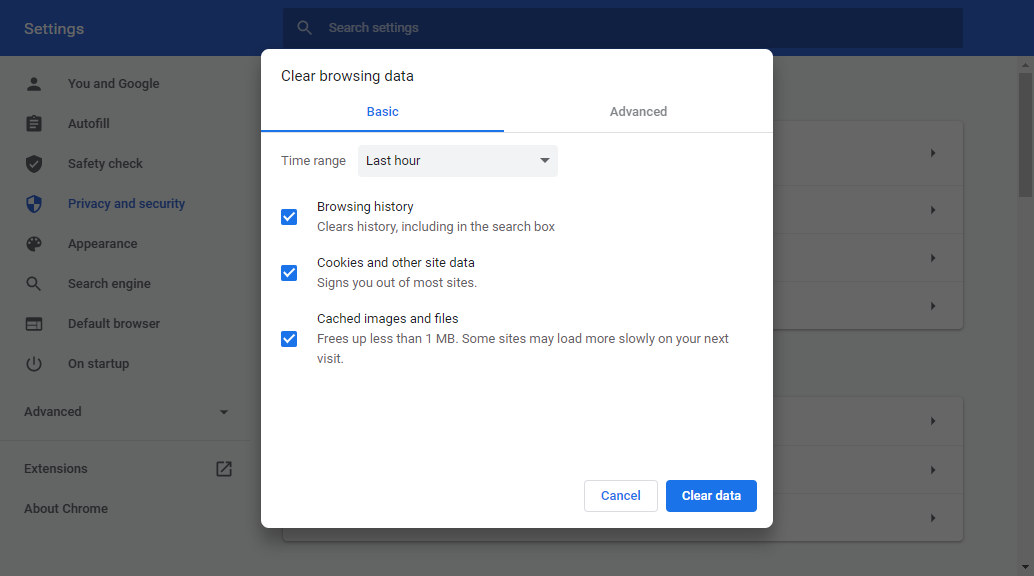 Settings
Search settings
You and Google
Autofill
Safety check
Privacy and security
Appearance
Search engine
Default browser
On startup
Advanced
Extensions
About Chrome
Clear browsing data
Basic
Advanced
Time range
Last hour
Browsing history
Clears history, including in the search box
Cookies and other site data
Signs you out of most sites.
Cached images and files
Frees up less than 1 MB. Some sites may load more slowly on your next
visit.
Cancel
Clear data